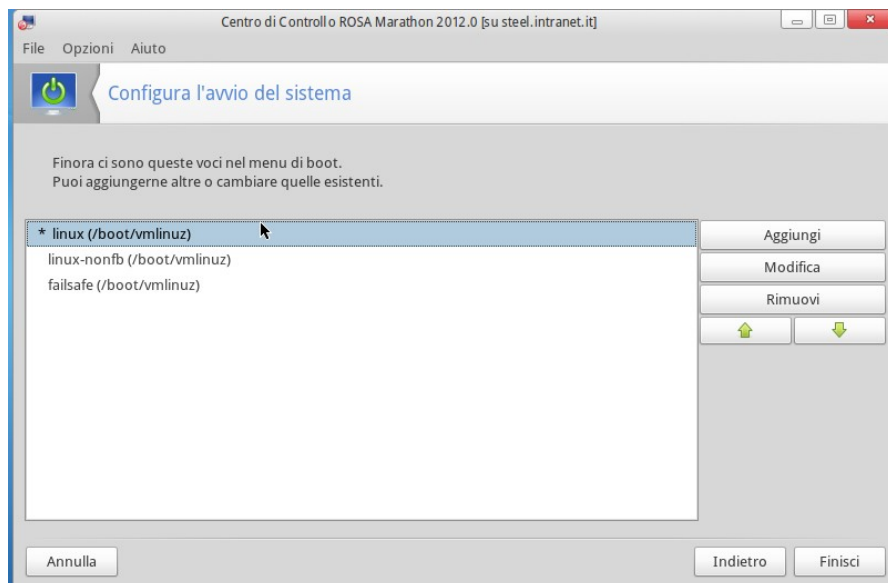 Centro di Controllo ROSA Marathon 2012.0 [su steel.intranet.it]
File Opzioni Aiuto
Configura l'avvio del sistema
Finora ci sono queste voci nel menu di boot.
Puoi aggiungerne altre o cambiare quelle esistenti.
* linux (/boot/vmlinuz)
linux-nonfb (/boot/vmlinuz)
failsafe (/boot/vmlinuz)
Aggiungi
Modifica
Rimuovi
Annulla
Indietro
Finisci